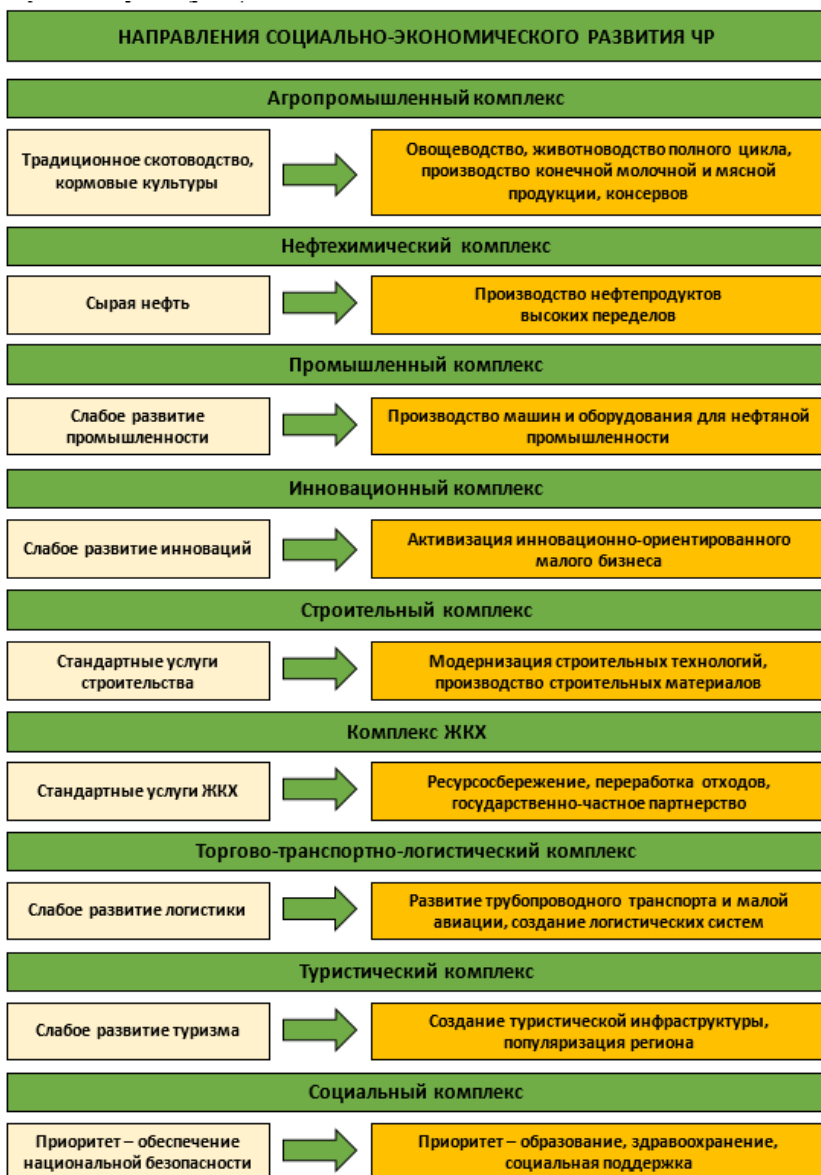 НАПРАВЛЕНИЯ СОЦИАЛЬНО-ЭКОНОМИЧЕСКОГО РАЗВИТИЯ ЧР
Агропромышленный комплекс
Традиционное скотоводство,
кормовые культуры
Овощеводство, животноводство полного цикла,
производство конечной молочной и мясной
продукции, консервов
Нефтехимический комплекс
Сырая нефть
Производство нефтепродуктов
высоких переделов
Промышленный комплекс
Слабое развитие
промышленности
Производство машин и оборудования для нефтяной
промышленности
Инновационный комплекс
Слабое развитие инноваций
Активизация инновационно-ориентированного
малого бизнеса
Строительный комплекс
Стандартные услуги
строительства
Модернизация строительных технологий,
производство строительных материалов
Комплекс ЖКХ
Стандартные услуги ЖКХ
Ресурсосбережение, переработка отходов,
государственно-частное партнерство
Торгово-транспортно-логистический комплекс
Слабое развитие логистики
Развитие трубопроводного транспорта и малой
авиации, создание логистических систем
Туристический комплекс
Слабое развитие туризма
Создание туристической инфраструктуры,
популяризация региона
Социальный комплекс
Приоритет – обеспечение
национальной безопасности
Приоритет – образование, здравоохранение,
социальная поддержка